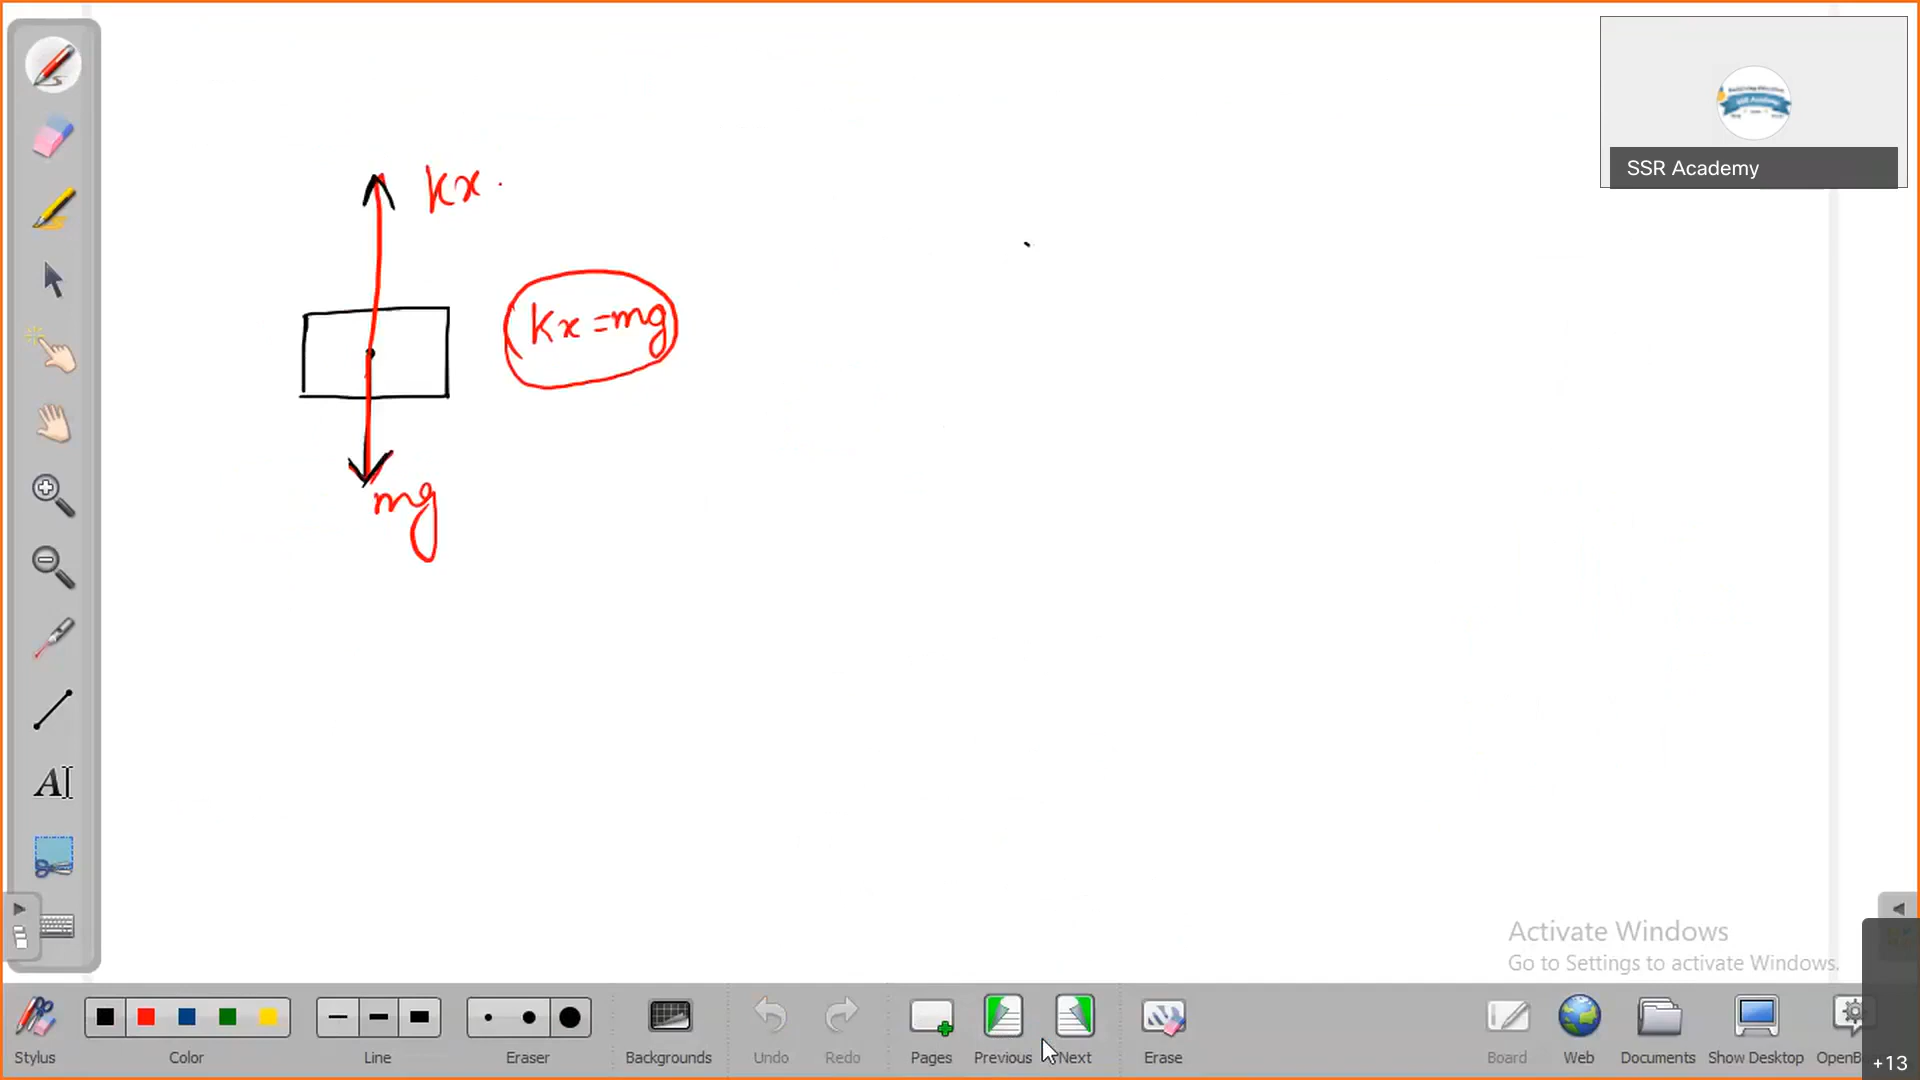 SSR Academy
kx.
kx = mg
mg
Activate Windows
Go to Settings to activate Windows.
Stylus
Color
Line
Eraser
Backgrounds
Undo
Redo
Pages
Previous
Next
Erase
Board
Web
Documents
Show Desktop
+13